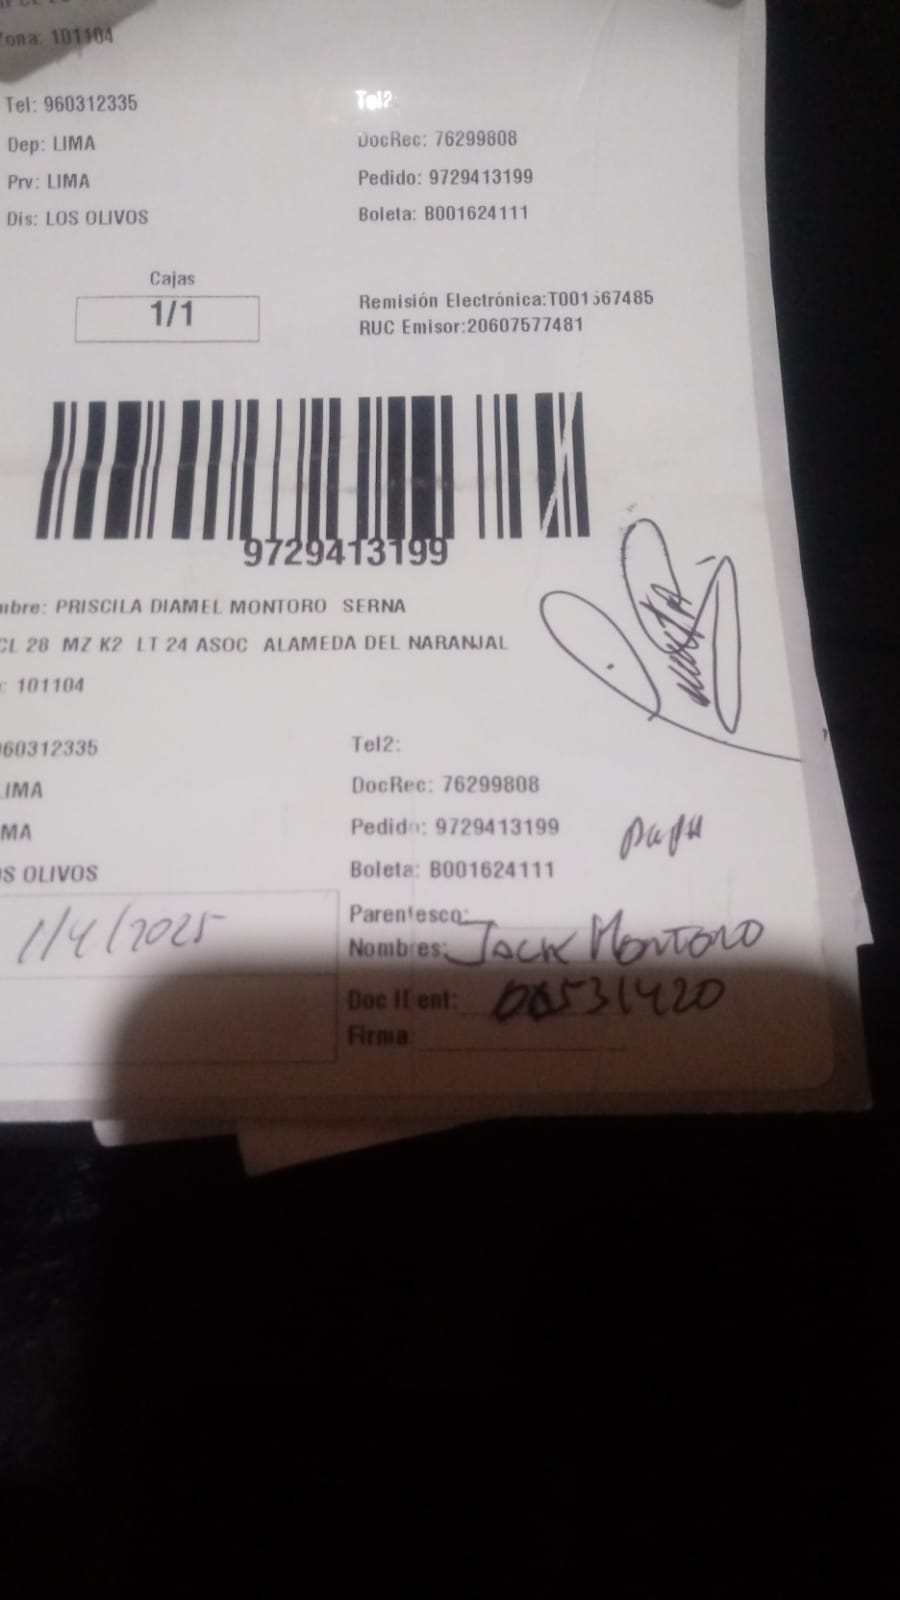 Zona: 101104
Tel: 960312335 Tel2:
Dep: LIMA DocRec: 76299808
Prv: LIMA Pedido: 9729413199
Dis: LOS OLIVOS Boleta: B001624111
Cajas
1/1
Remisión Electrónica:T001567485
RUC Emisor:20607577481
9729413199
mbre: PRISCILA DIAMEL MONTORO SERNA
CL 28 MZ K2 LT 24 ASOC ALAMEDA DEL NARANJAL
: 101104
960312335 Tel2:
LIMA DocRec: 76299808
MA Pedido: 9729413199
papa
OS OLIVOS Boleta: B001624111
1/4/2025
Parentesco:
Nombres: Jack Montoro
Doc Ident: 531420
Firma